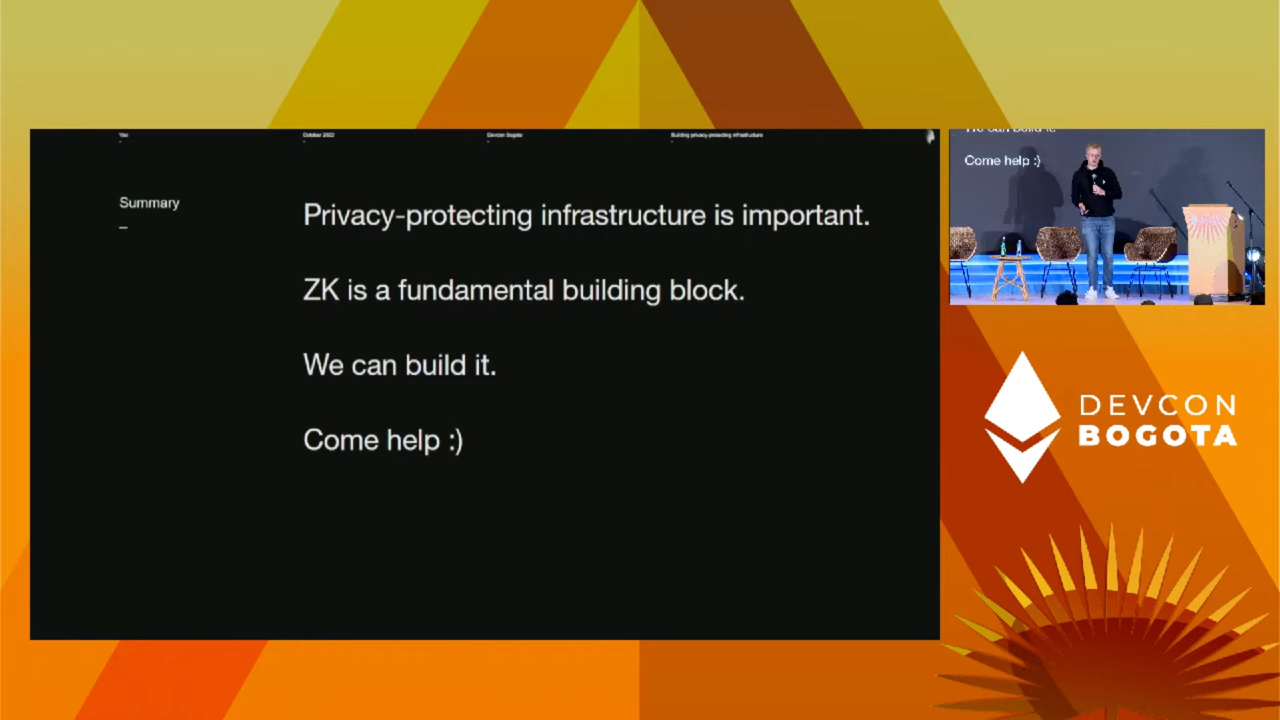 October 2022
Devcon Bogota
Building privacy-protecting infrastructure
Summary
–
Privacy-protecting infrastructure is important.
ZK is a fundamental building block.
We can build it.
Come help :)
We can build it.
Come help :)
DEVCON
BOGOTA